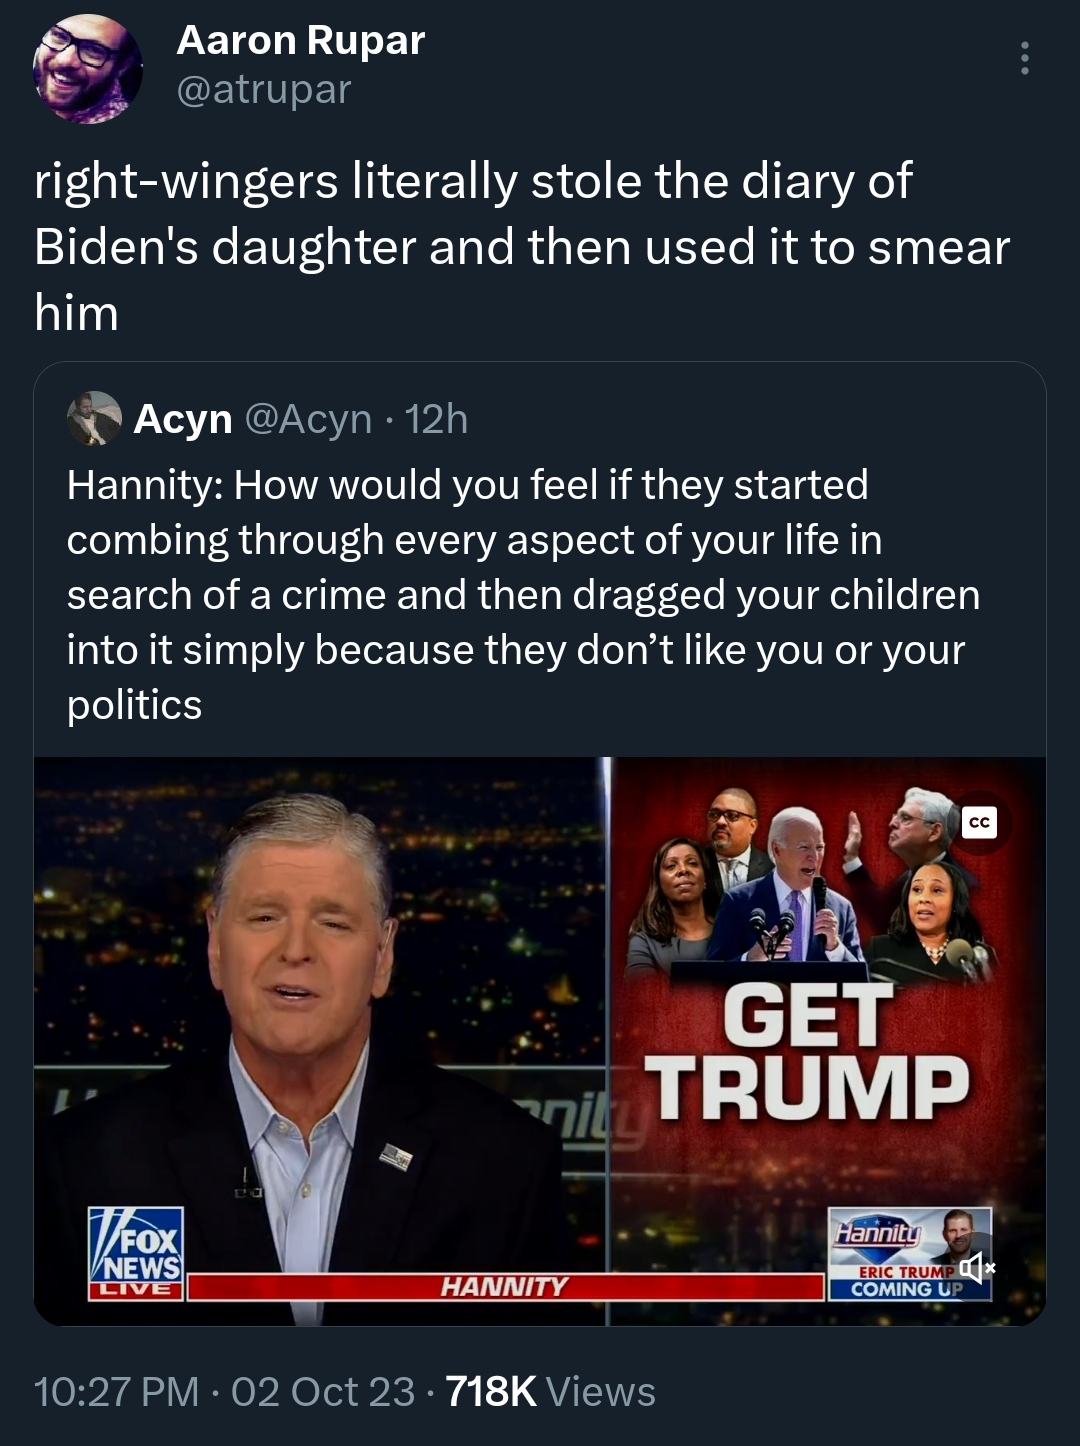 Aaron Rupar
@atrupar
right-wingers literally stole the diary of
Biden's daughter and then used it to smear
him
Acyn @Acyn · 12h
Hannity: How would you feel if they started
combing through every aspect of your life in
search of a crime and then dragged your children
into it simply because they don’t like you or your
politics
CC
GET
TRUMP
FOX
NEWS
LIVE
HANNITY
Hannity
ERIC TRUMP
COMING UP
10:27 PM · 02 Oct 23 · 718K Views